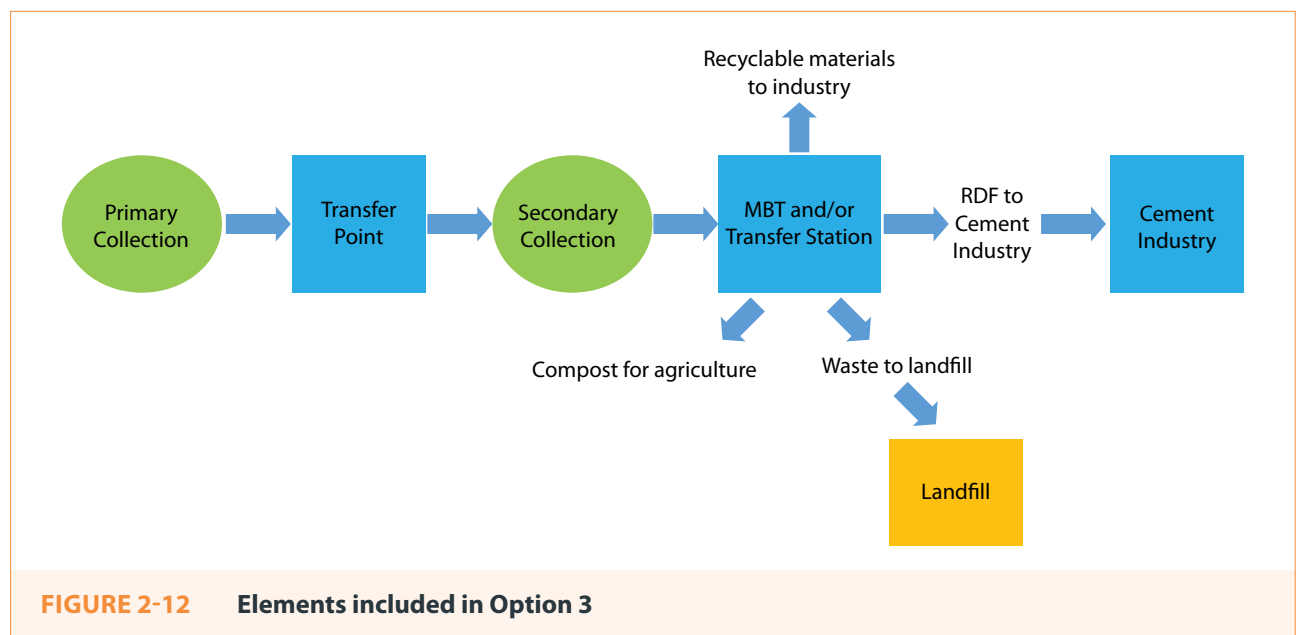 Recyclable materials
to industry
Primary
Collection
Transfer
Point
Secondary
Collection
MBT and/or
Transfer Station
RDF to
Cement
Industry
Cement
Industry
Compost for agriculture
Waste to landfill
Landfill
FIGURE 2-12 Elements included in Option 3